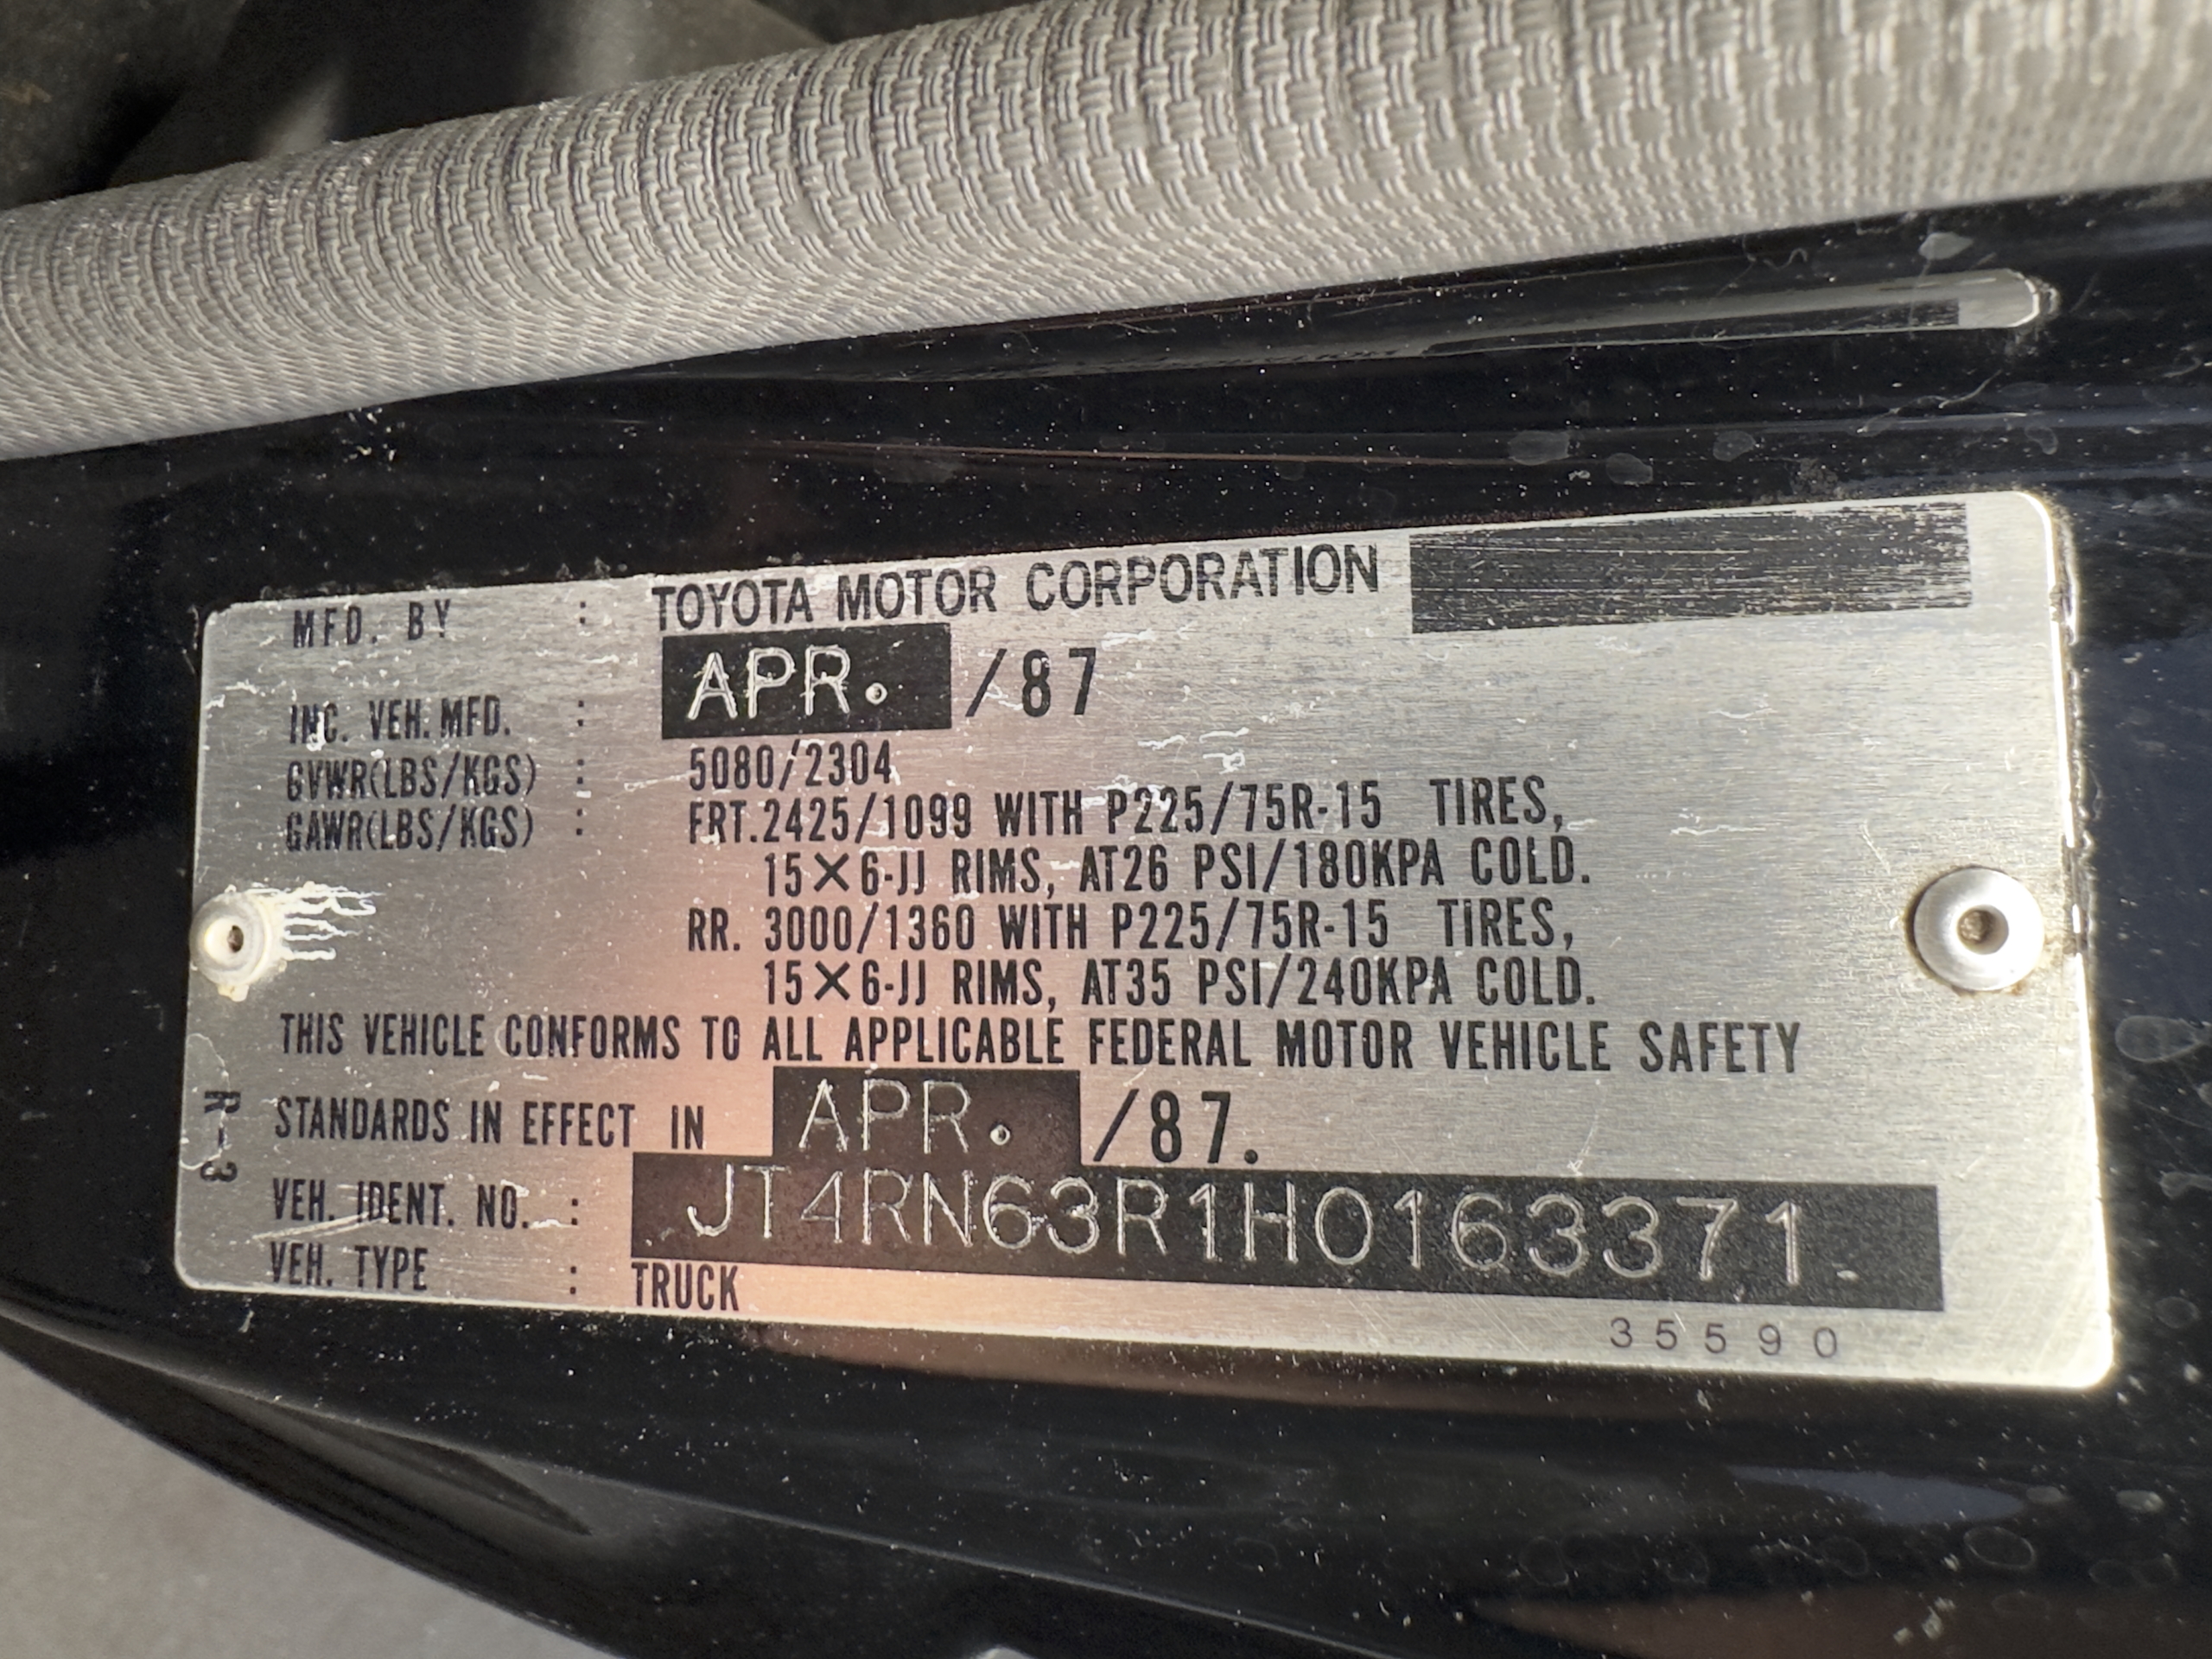 MFD. BY : TOYOTA MOTOR CORPORATION
INC. VEH. MFD. : APR. /87
GVWR(LBS/KGS) : 5080/2304
GAWR(LBS/KGS) : FRT.2425/1099 WITH P225/75R-15 TIRES,
15×6-JJ RIMS, AT26 PSI/180KPA COLD.
RR. 3000/1360 WITH P225/75R-15 TIRES,
15×6-JJ RIMS, AT35 PSI/240KPA COLD.
THIS VEHICLE CONFORMS TO ALL APPLICABLE FEDERAL MOTOR VEHICLE SAFETY
STANDARDS IN EFFECT IN APR. /87.
VEH. IDENT. NO. : JT4RN63R1H0163371.
VEH. TYPE : TRUCK
35590
R-3